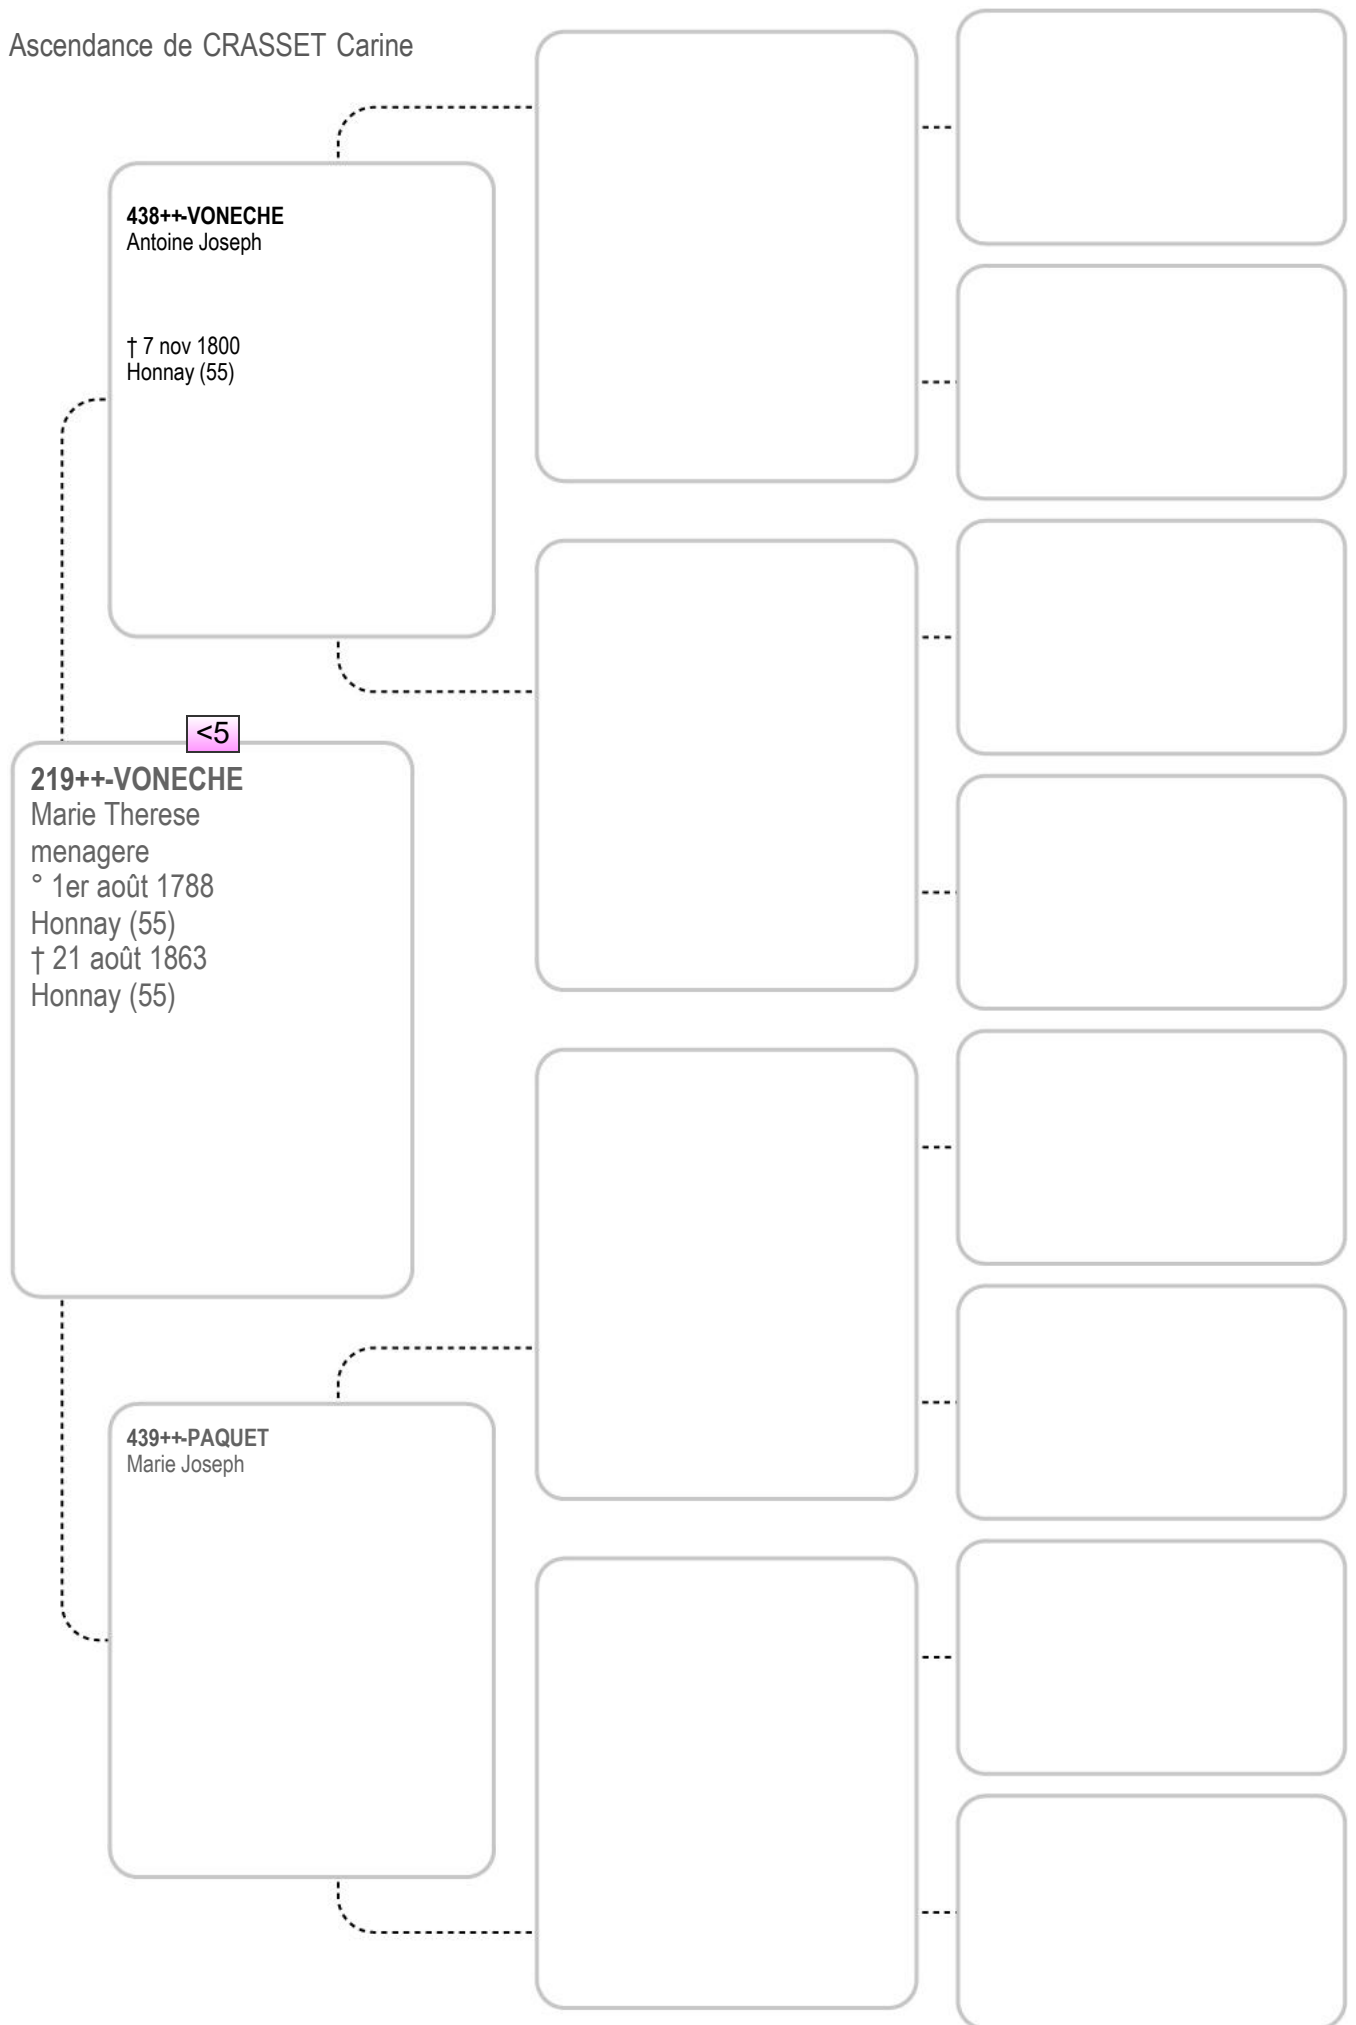 Ascendance de CRASSET Carine
438++-VONECHE
Antoine Joseph
† 7 nov 1800
Honnay (55)
<5
219++-VONECHE
Marie Therese
menagere
° 1er août 1788
Honnay (55)
† 21 août 1863
Honnay (55)
439++-PAQUET
Marie Joseph